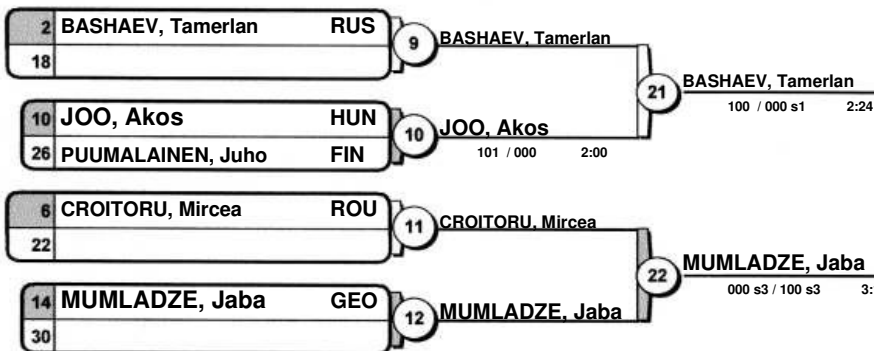 2 BASHAEV, Tamerlan RUS
18
9
BASHAEV, Tamerlan
10 JOO, Akos HUN
26 PUUMALAINEN, Juho FIN
10
JOO, Akos
101 / 000 2:00
21
BASHAEV, Tamerlan
100 / 000 s1 2:24
6 CROITORU, Mircea ROU
22
11
CROITORU, Mircea
14 MUMLADZE, Jaba GEO
30
12
MUMLADZE, Jaba
22
MUMLADZE, Jaba
000 s3 / 100 s3 3: